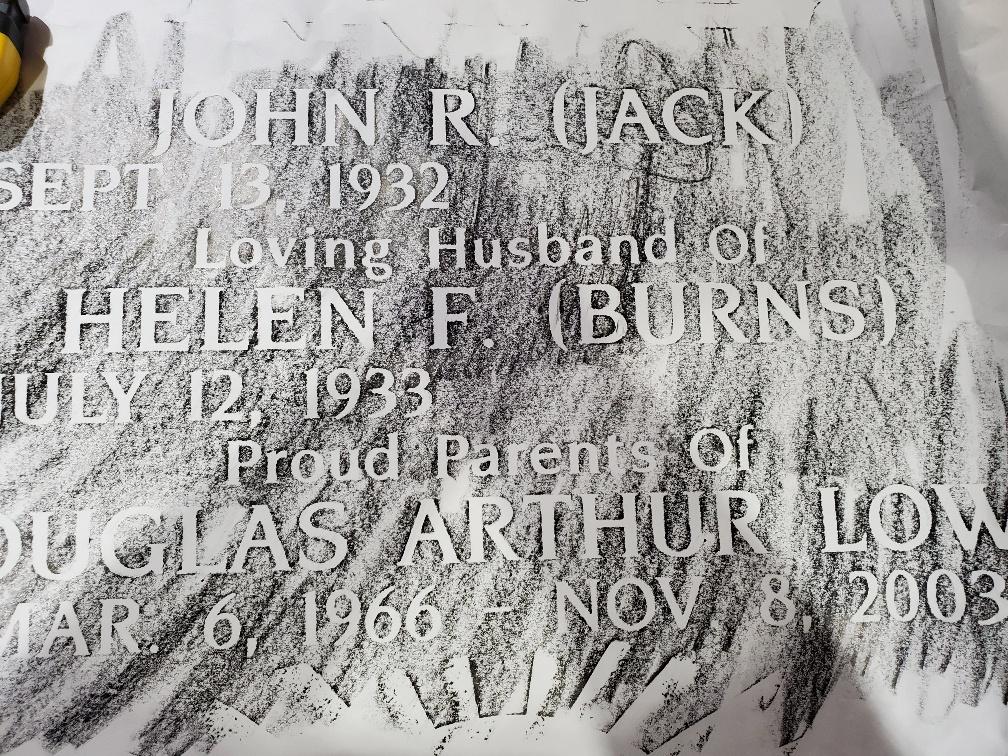 JOHN R. (JACK)
SEPT 13, 1932
Loving Husband Of
HELEN F. (BURNS)
JULY 12, 1933
Proud Parents Of
DOUGLAS ARTHUR LOW
MAR. 6, 1966 - NOV. 8, 2003